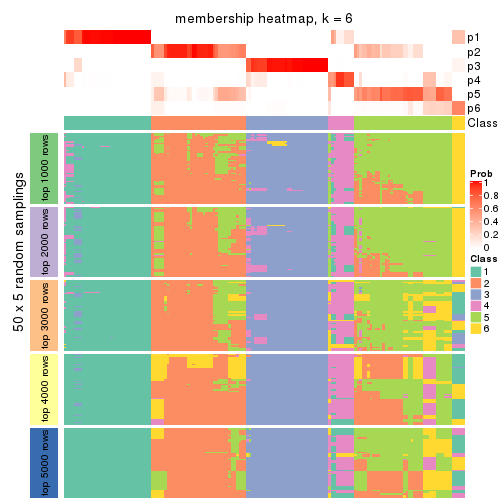 membership heatmap, k = 6
p1
p2
p3
p4
p5
p6
Class
50 x 5 random samplings
top 1000 rows
top 2000 rows
top 3000 rows
top 4000 rows
top 5000 rows
Prob
1
0.8
0.6
0.4
0.2
0
Class
1
2
3
4
5
6